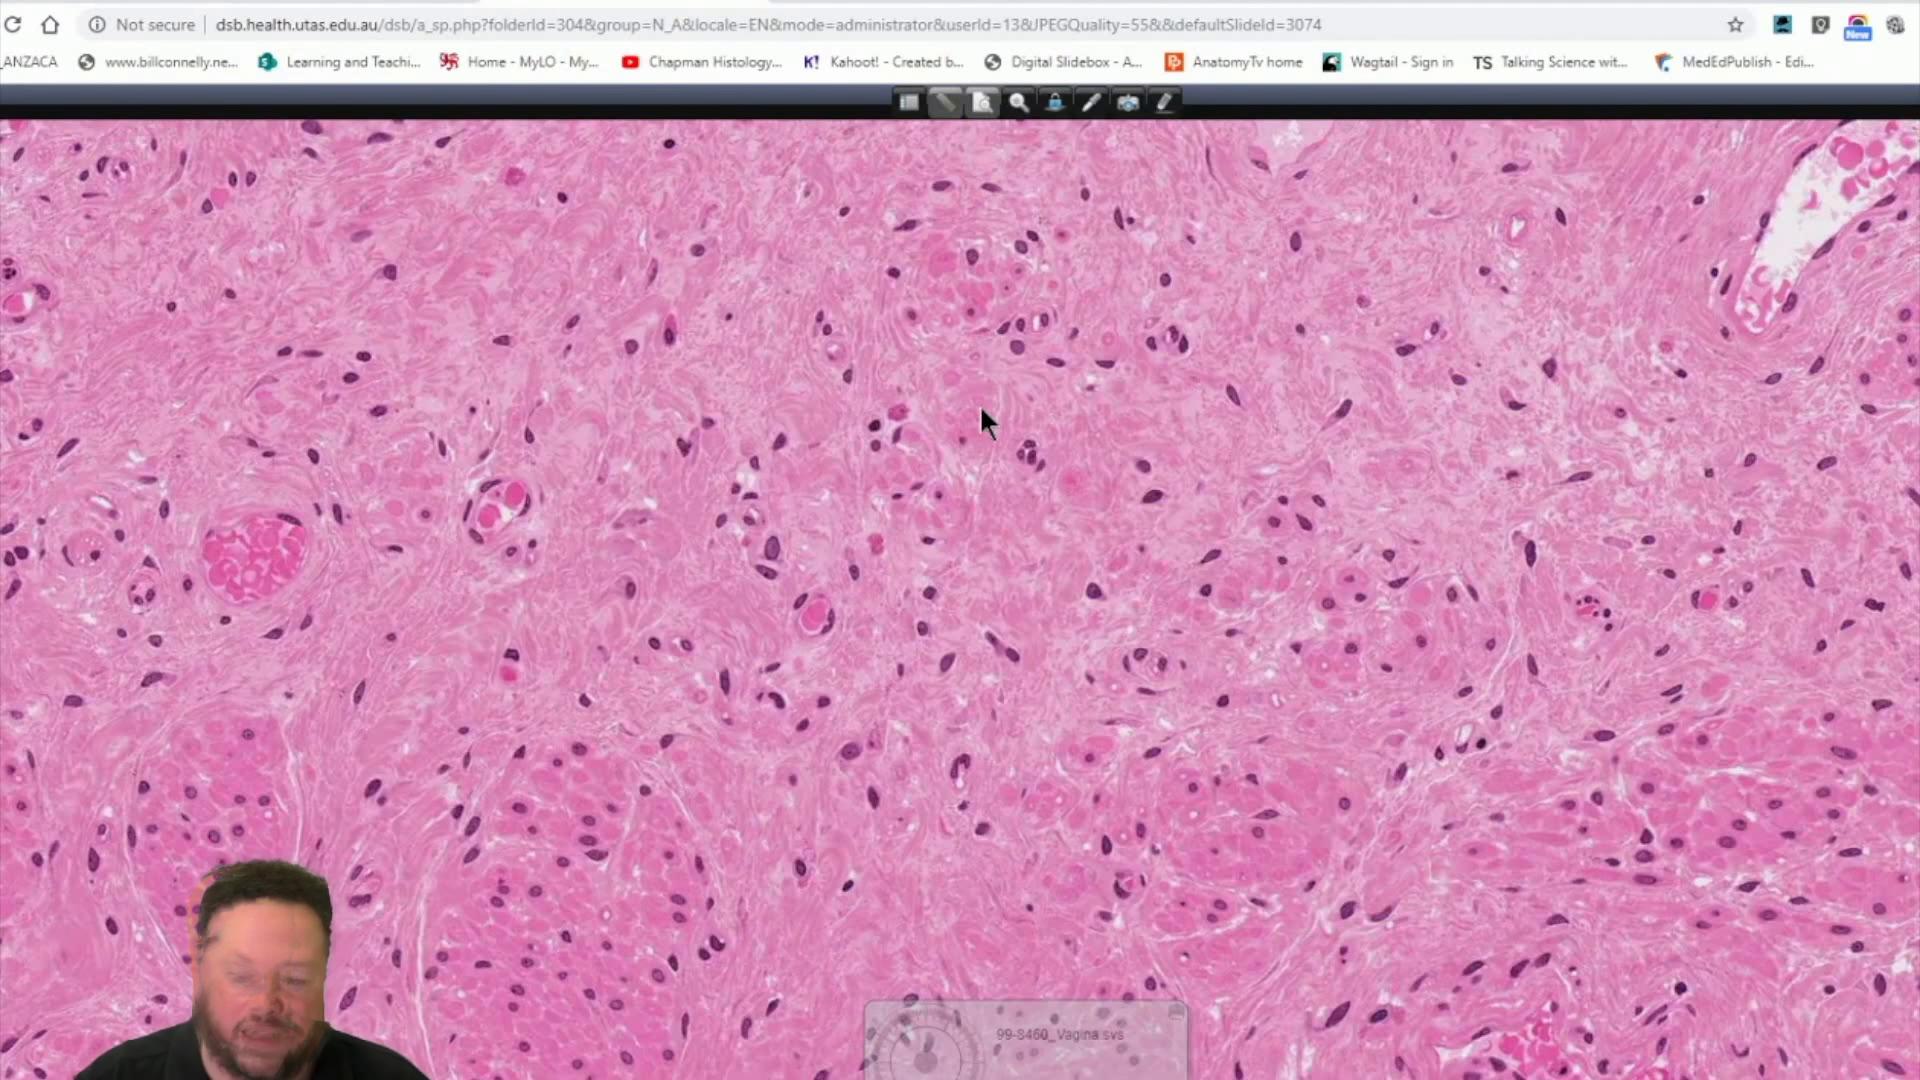 Not secure dsb.health.utas.edu.au/dsb/a_sp.php?folderId=304&group=N_A&locale=EN&mode=administrator&userId=13&JPEGQuality=55&&defaultSlideId=3074
New
ANZACA www.billconnelly.ne... Learning and Teachi... Home - MyLO - My... Chapman Histology... K! Kahoot! - Created b... Digital Slidebox - A... AnatomyTv home Wagtail - Sign in TS Talking Science wit... MedEdPublish - Edi...
99-8460_Vagina.svs